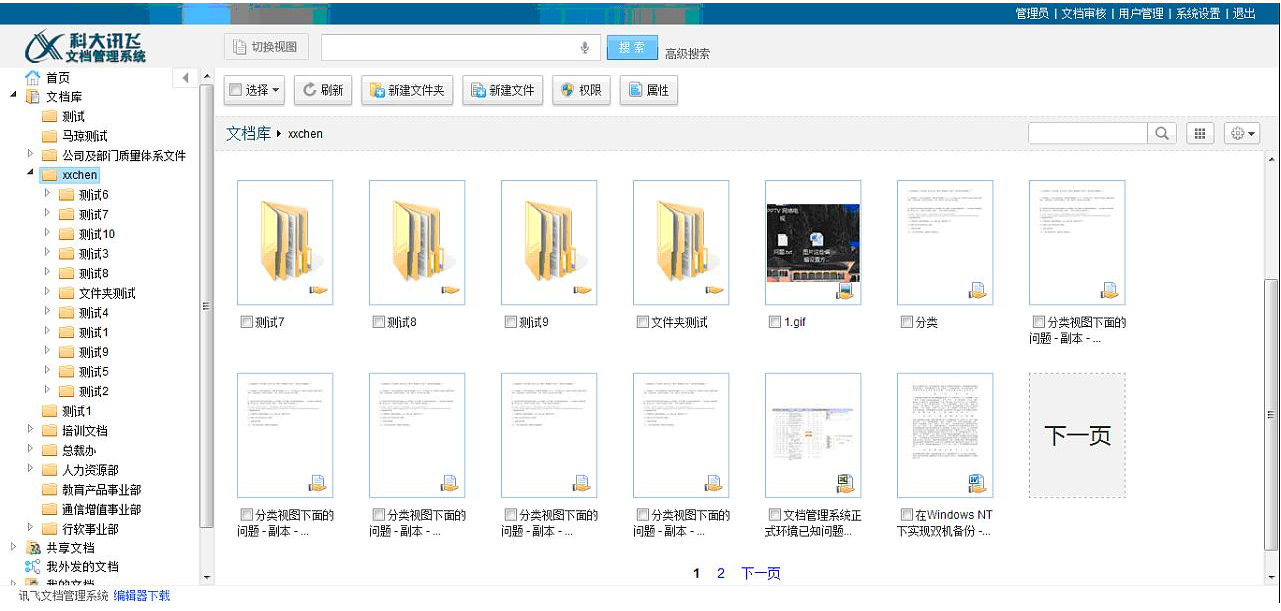 管理员 | 文档审核 | 用户管理 | 系统设置 | 退出
科大讯飞
文档管理系统
切换视图
搜 索
高级搜索
首页
文档库
测试
马琼测试
公司及部门质量体系文件
xxchen
测试6
测试7
测试10
测试3
测试8
文件夹测试
测试4
测试1
测试9
测试5
测试2
测试1
培训文档
总裁办
人力资源部
教育产品事业部
通信增值事业部
行软事业部
共享文档
我外发的文档
我的文档
选择
刷新
新建文件夹
新建文件
权限
属性
文档库
xxchen
PPTV 网络电
视
问题.txt
测试7
测试8
测试9
文件夹测试
1.gif
分类
分类视图下面的
问题 - 副本 - ...
下一页
分类视图下面的
问题 - 副本 - ...
分类视图下面的
问题 - 副本 - ...
分类视图下面的
问题 - 副本 - ...
分类视图下面的
问题 - 副本 - ...
文档管理系统正
式环境已知问题...
在Windows NT
下实现双机备份 -...
1 2 下一页
讯飞文档管理系统 编辑器下载